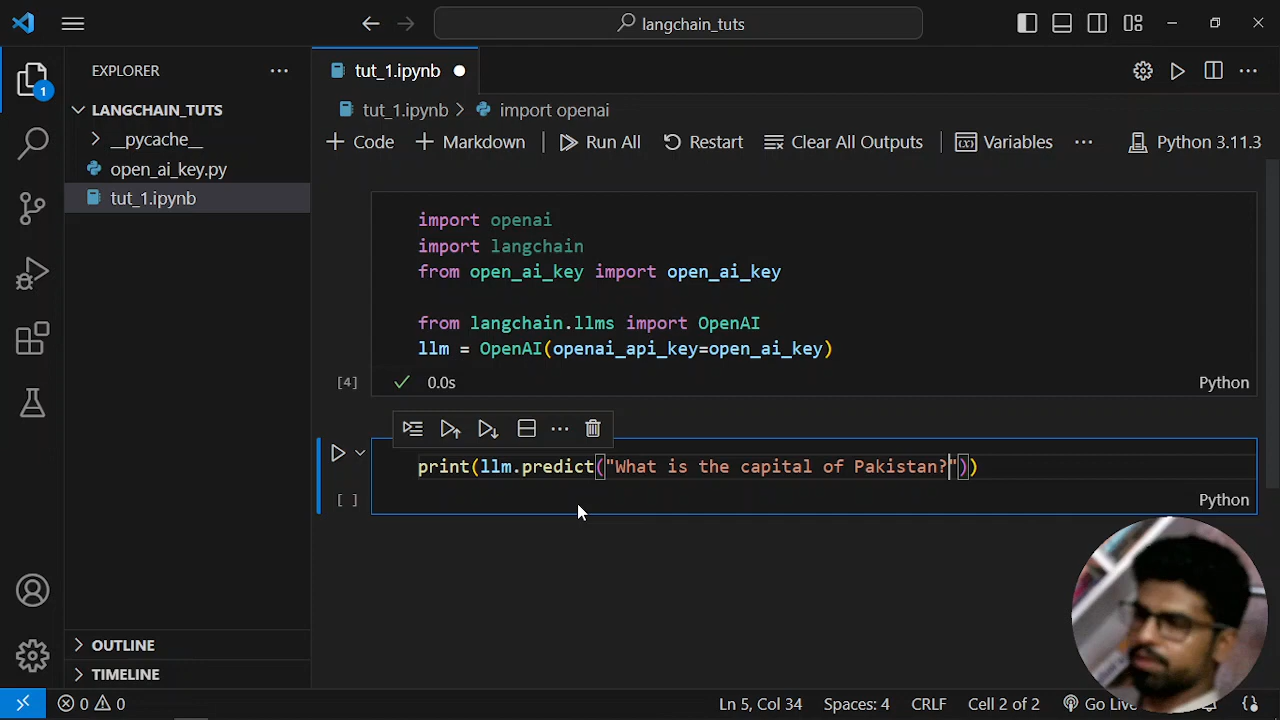 langchain_tuts
EXPLORER
1
LANGCHAIN_TUTS
__pycache__
open_ai_key.py
tut_1.ipynb
OUTLINE
TIMELINE
tut_1.ipynb
tut_1.ipynb > import openai
+ Code + Markdown Run All Restart Clear All Outputs Variables Python 3.11.3
import openai
import langchain
from open_ai_key import open_ai_key
from langchain.llms import OpenAI
llm = OpenAI(openai_api_key=open_ai_key)
[4] 0.0s Python
print(llm.predict("What is the capital of Pakistan?"))
[ ] Python
0 0 Ln 5, Col 34 Spaces: 4 CRLF Cell 2 of 2 Go Live